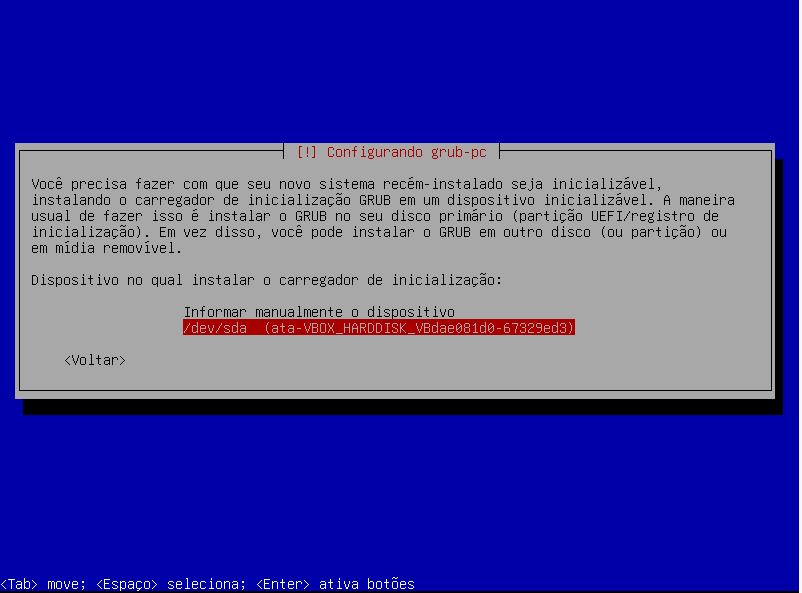 [!] Configurando grub-pc
Você precisa fazer com que seu novo sistema recém-instalado seja inicializável,
instalando o carregador de inicialização GRUB em um dispositivo inicializável. A maneira
usual de fazer isso é instalar o GRUB no seu disco primário (partição UEFI/registro de
inicialização). Em vez disso, você pode instalar o GRUB em outro disco (ou partição) ou
em mídia removível.
Dispositivo no qual instalar o carregador de inicialização:
Informar manualmente o dispositivo
/dev/sda (ata-VBOX_HARDDISK_VBdae081d0-67329ed3)
<Voltar>
<Tab> move; <Espaço> seleciona; <Enter> ativa botões